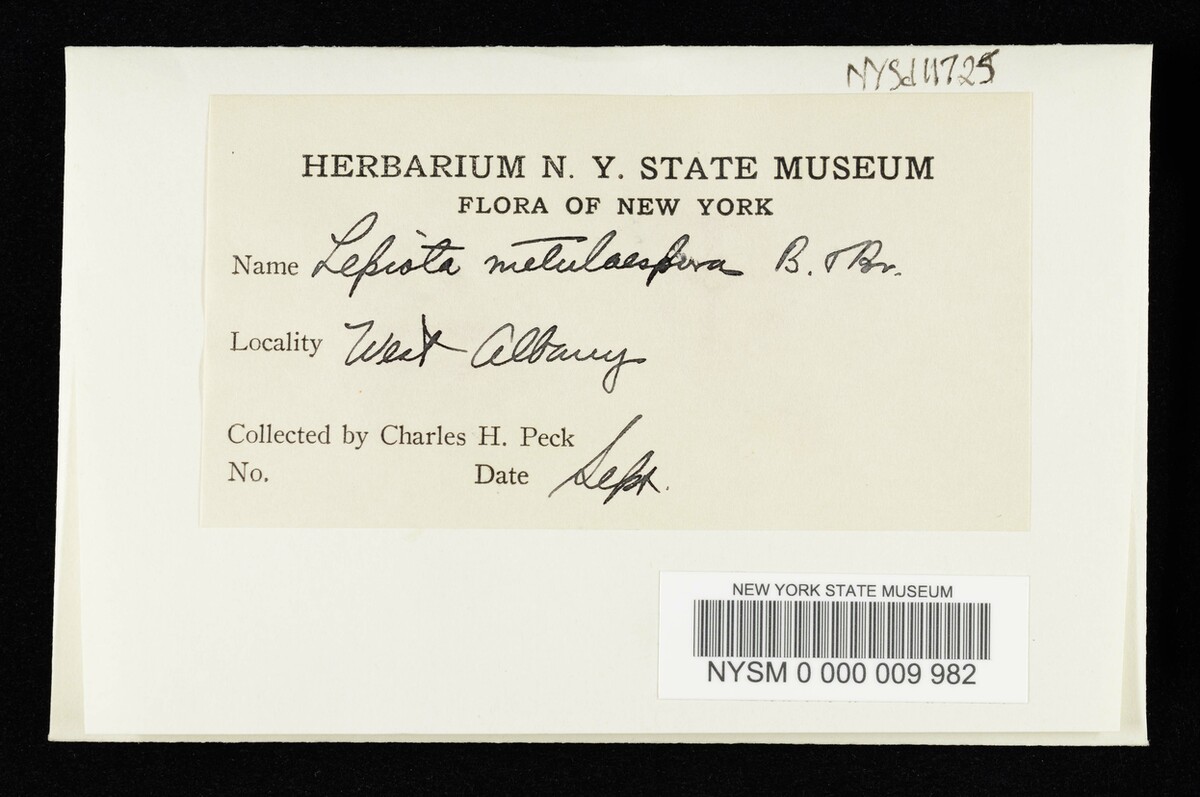 NYSd11725
HERBARIUM N. Y. STATE MUSEUM
FLORA OF NEW YORK
Name Lepiota metulaespora B. & Br.
Locality West Albany
Collected by Charles H. Peck
No. Date Sept.
NEW YORK STATE MUSEUM
NYSM 0 000 009 982